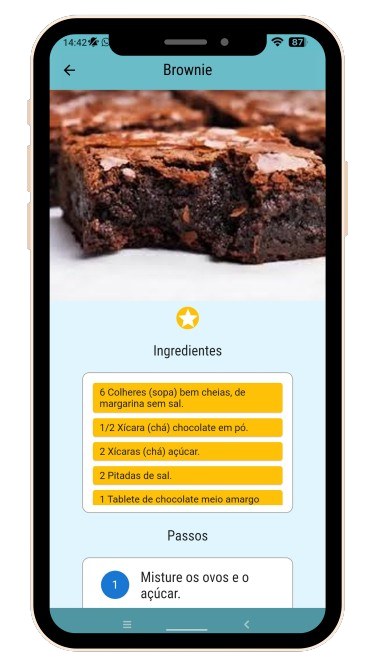 14:42
87
Brownie
Ingredientes
6 Colheres (sopa) bem cheias, de
margarina sem sal.
1/2 Xícara (chá) chocolate em pó.
2 Xícaras (chá) açúcar.
2 Pitadas de sal.
1 Tablete de chocolate meio amargo
Passos
1
Misture os ovos e o
açúcar.